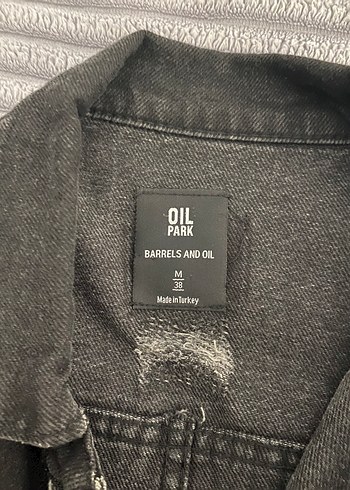 OIL
PARK
BARRELS AND OIL
M
38
Made in Turkey